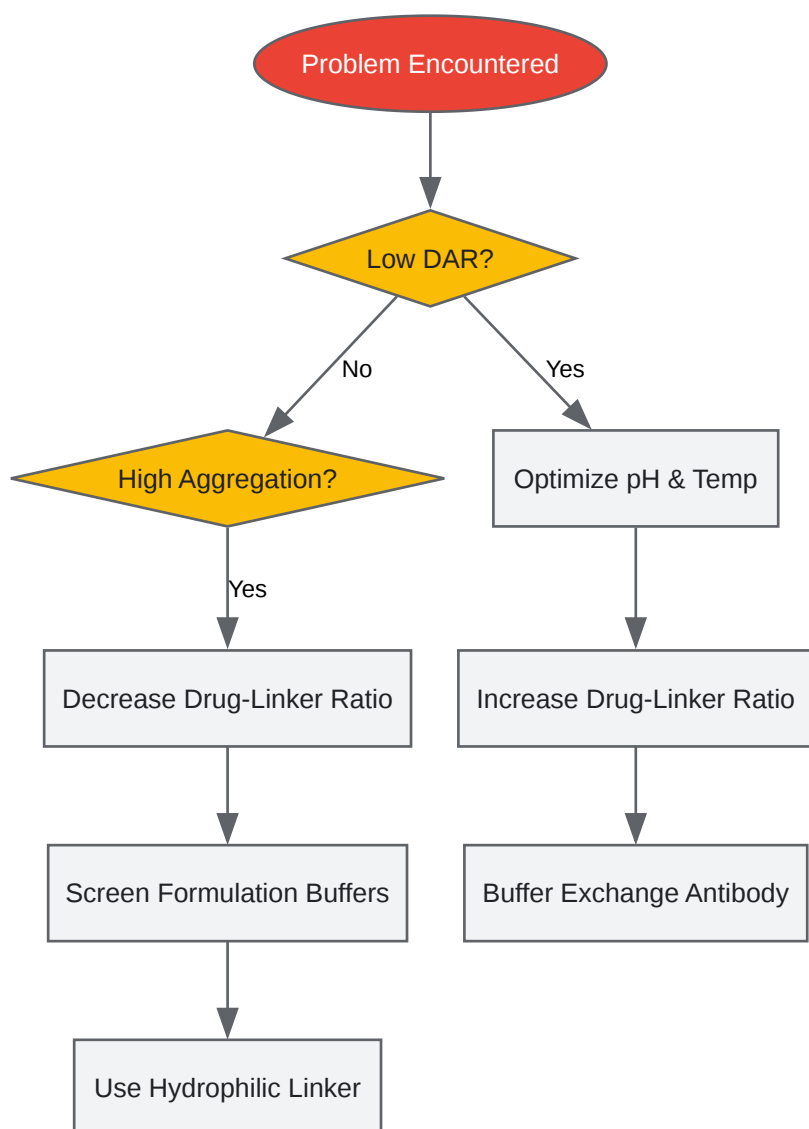 Problem Encountered
Low DAR?
No
Yes
High Aggregation?
Optimize pH & Temp
Yes
Decrease Drug-Linker Ratio
Increase Drug-Linker Ratio
Screen Formulation Buffers
Buffer Exchange Antibody
Use Hydrophilic Linker